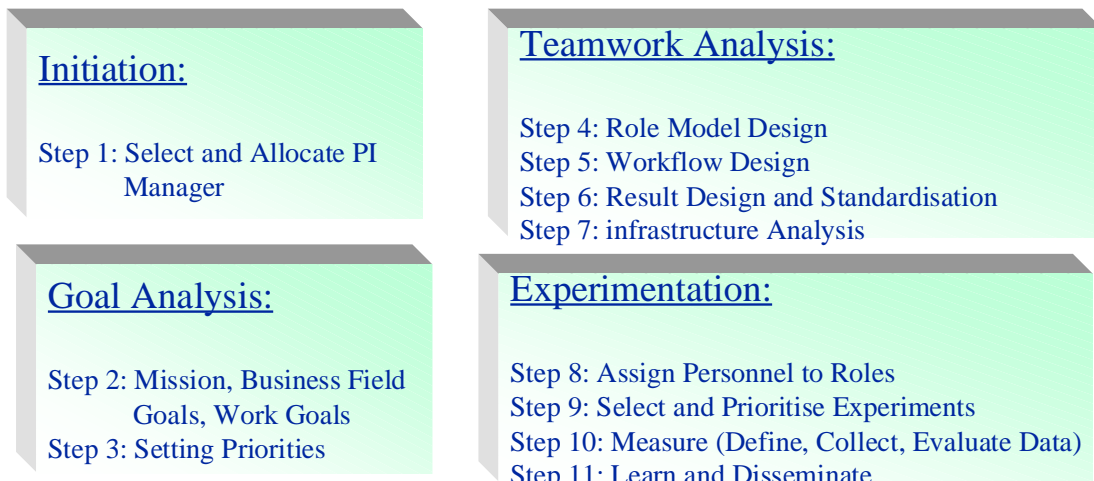 Initiation:
Step 1: Select and Allocate PI
Manager
Goal Analysis:
Step 2: Mission, Business Field
Goals, Work Goals
Step 3: Setting Priorities
Teamwork Analysis:
Step 4: Role Model Design
Step 5: Workflow Design
Step 6: Result Design and Standardisation
Step 7: infrastructure Analysis
Experimentation:
Step 8: Assign Personnel to Roles
Step 9: Select and Prioritise Experiments
Step 10: Measure (Define, Collect, Evaluate Data)
Step 11: Learn and Disseminate